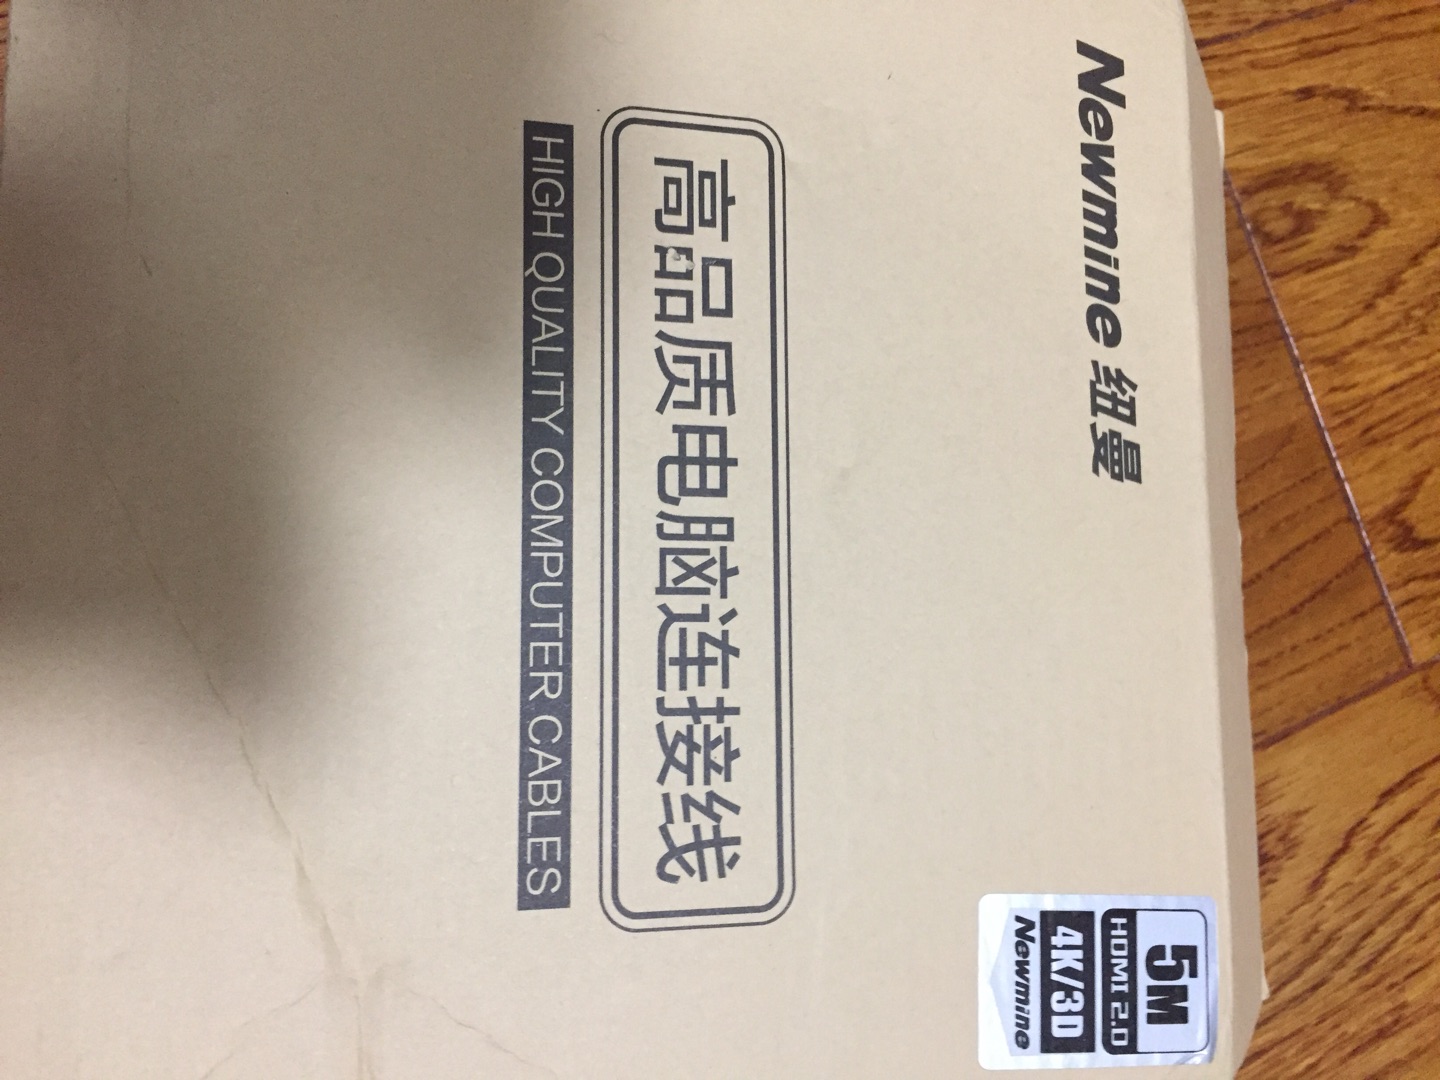 Newmine 纽曼
高品质电脑连接线
HIGH QUALITY COMPUTER CABLES
5M
HDMI 2.0
4K/3D
Newmine